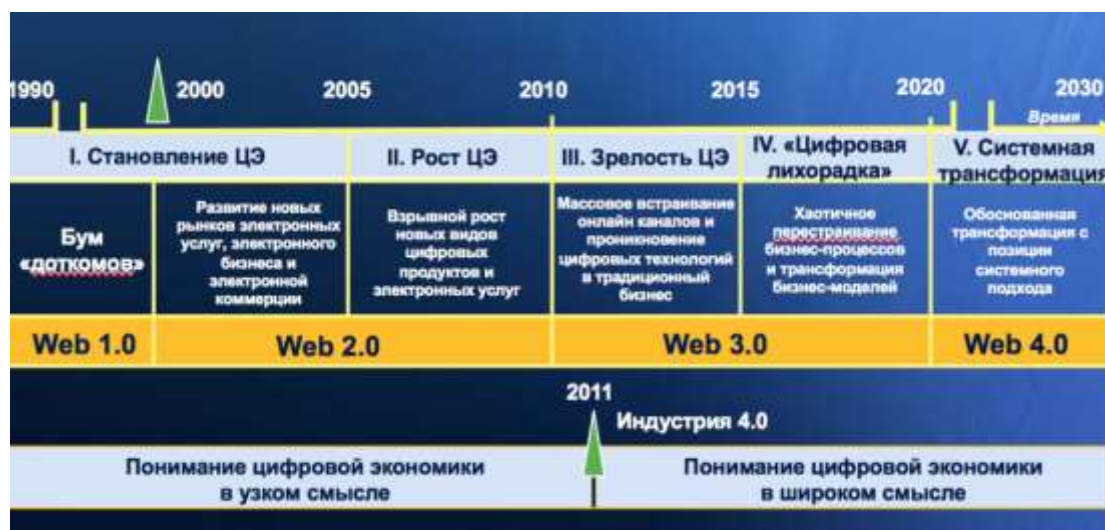 1990 2000 2005 2010 2015 2020 2030
Время
I. Становление ЦЭ
II. Рост ЦЭ
III. Зрелость ЦЭ
IV. «Цифровая
лихорадка»
V. Системная
трансформация
Бум
«доткомов»
Развитие новых
рынков электронных
услуг, электронного
бизнеса и
электронной
коммерции
Взрывной рост
новых видов
цифровых
продуктов и
электронных услуг
Массовое встраивание
онлайн каналов и
проникновение
цифровых технологий
в традиционный
бизнес
Хаотичное
перестраивание
бизнес-процессов
и трансформация
бизнес-моделей
Обоснованная
трансформация с
позиции
системного
подхода
Web 1.0
Web 2.0
Web 3.0
Web 4.0
2011
Индустрия 4.0
Понимание цифровой экономики
в узком смысле
Понимание цифровой экономики
в широком смысле